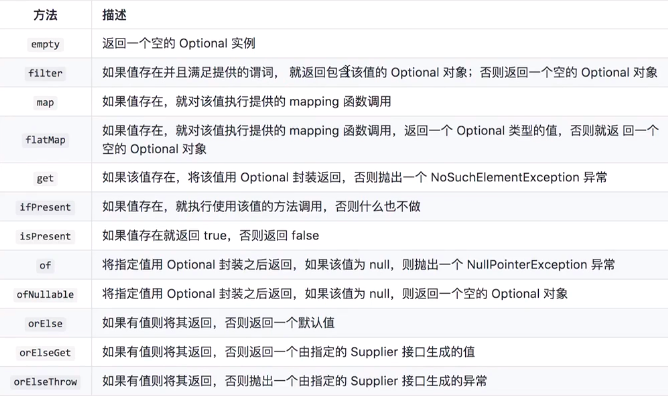 方法 描述
empty 返回一个空的 Optional 实例
filter 如果值存在并且满足提供的谓词， 就返回包含该值的 Optional 对象；否则返回一个空的 Optional 对象
map 如果值存在，就对该值执行提供的 mapping 函数调用
flatMap 如果值存在，就对该值执行提供的 mapping 函数调用，返回一个 Optional 类型的值，否则就返 回一个
空的 Optional 对象
get 如果该值存在，将该值用 Optional 封装返回，否则抛出一个 NoSuchElementException 异常
ifPresent 如果值存在，就执行使用该值的方法调用，否则什么也不做
isPresent 如果值存在就返回 true，否则返回 false
of 将指定值用 Optional 封装之后返回，如果该值为 null，则抛出一个 NullPointerException 异常
ofNullable 将指定值用 Optional 封装之后返回，如果该值为 null，则返回一个空的 Optional 对象
orElse 如果有值则将其返回，否则返回一个默认值
orElseGet 如果有值则将其返回，否则返回一个由指定的 Supplier 接口生成的值
orElseThrow 如果有值则将其返回，否则抛出一个由指定的 Supplier 接口生成的异常